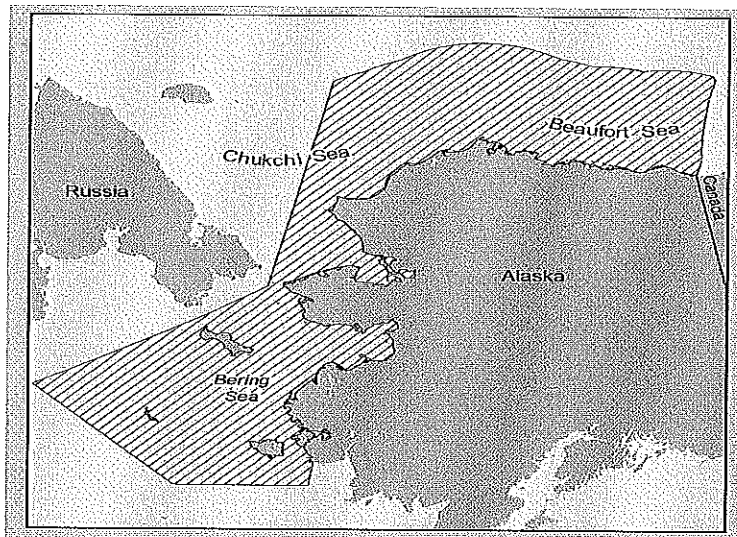 Beaufort Sea
Chukchi Sea
Russia
Canada
Alaska
Bering
Sea